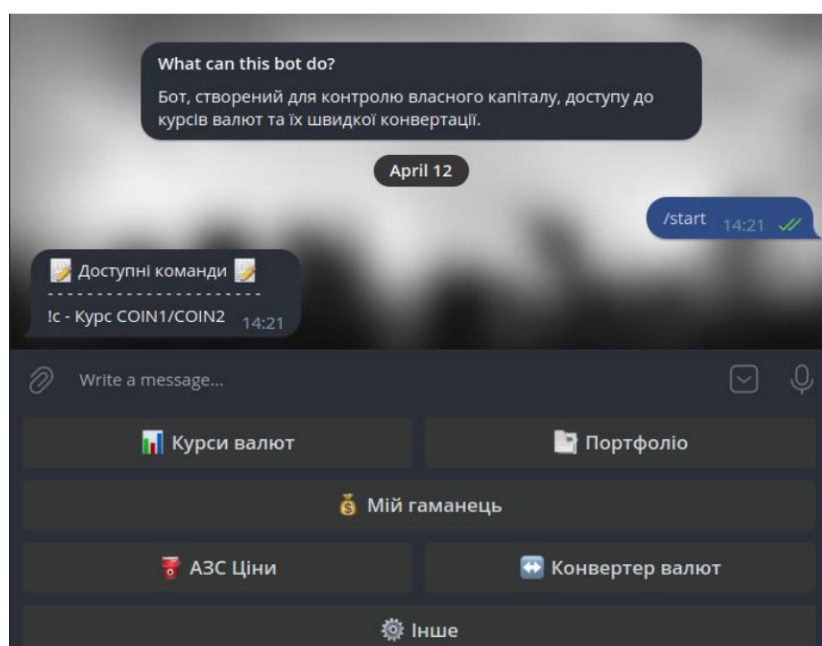 What can this bot do?
Бот, створений для контролю власного капіталу, доступу до
курсів валют та їх швидкої конвертації.
April 12
/start 14:21
📝 Доступні команди 📝
- - - - - - - - - - - - - - - - - - - - - - -
!c - Курс COIN1/COIN2 14:21
Write a message...
📊 Курси валют
📑 Портфоліо
💰 Мій гаманець
⛽ АЗС Ціни
↔️ Конвертер валют
⚙️ Інше